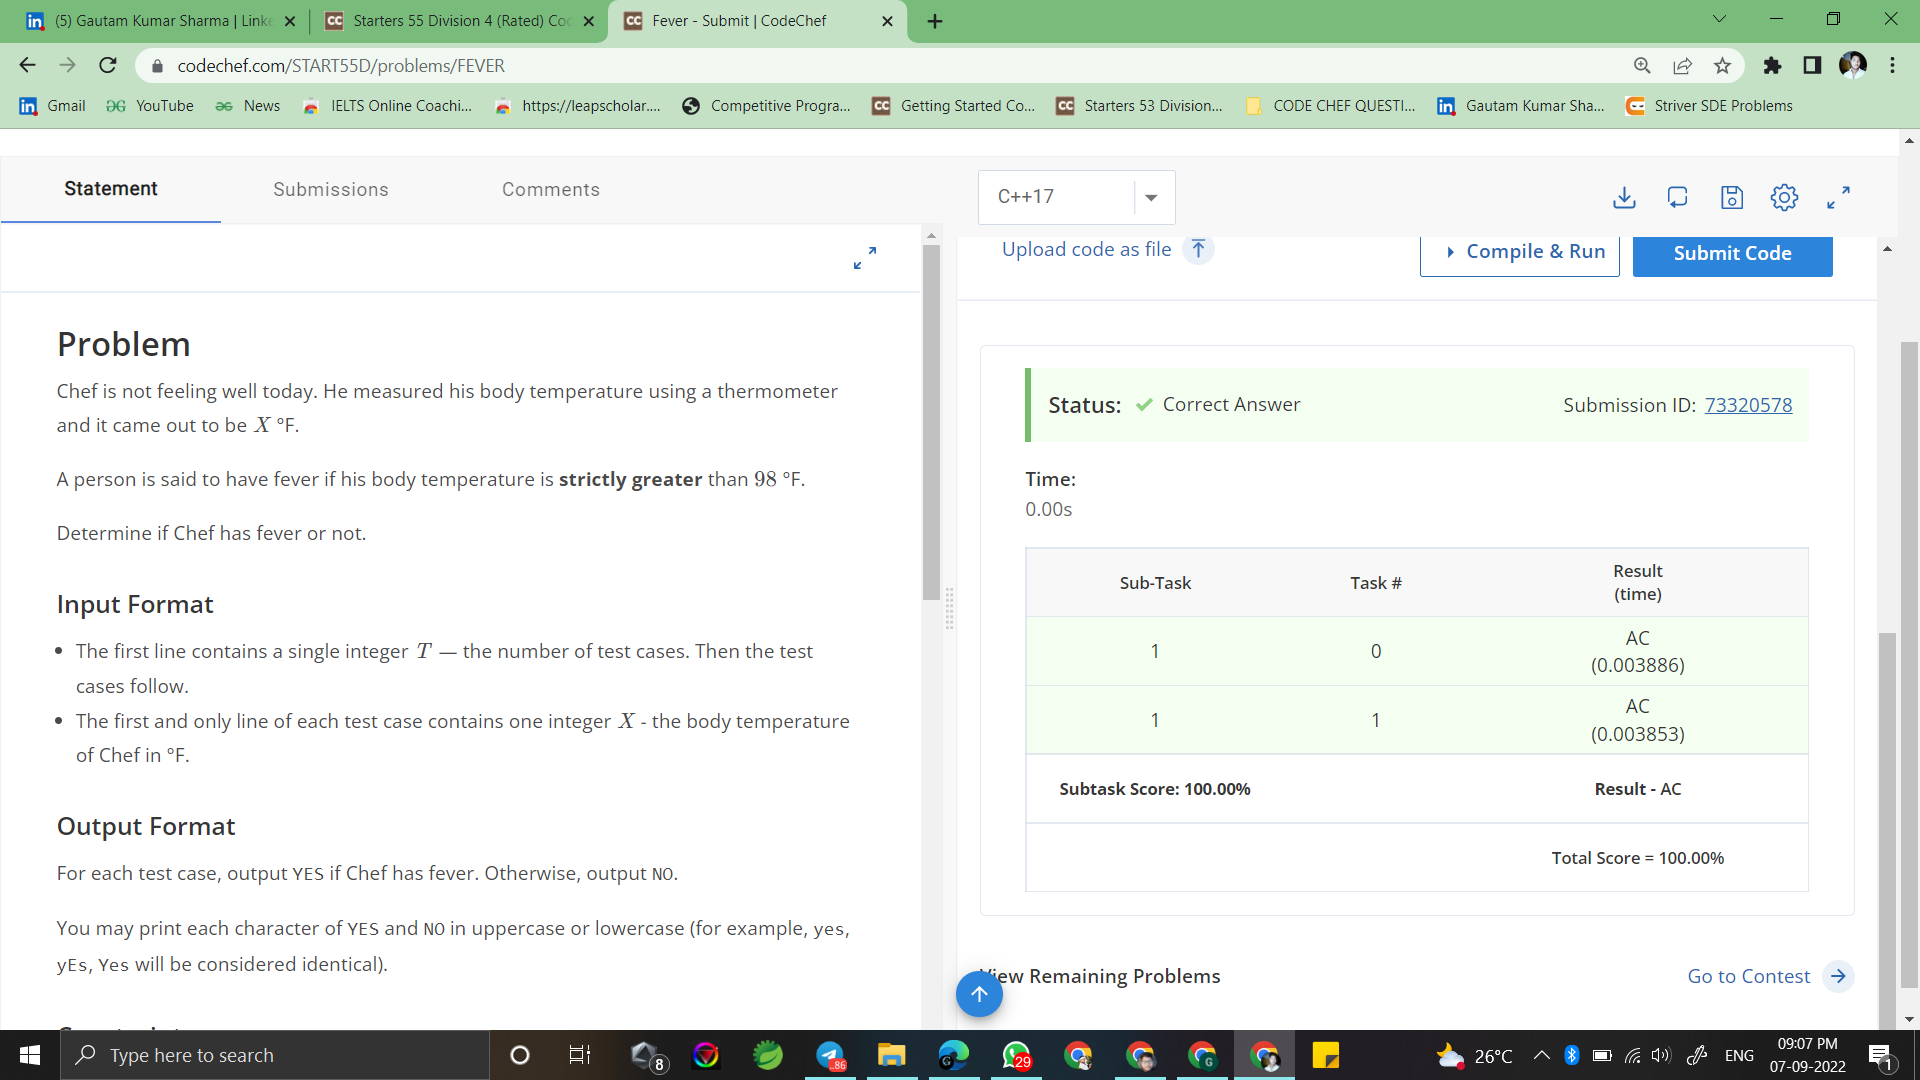 (5) Gautam Kumar Sharma | Linke
Starters 55 Division 4 (Rated) Co
Fever - Submit | CodeChef
codechef.com/START55D/problems/FEVER
Gmail YouTube News IELTS Online Coachi... https://leapscholar.... Competitive Progra... Getting Started Co... Starters 53 Division... CODE CHEF QUESTI... Gautam Kumar Sha... Striver SDE Problems
Statement Submissions Comments
C++17
Upload code as file
Compile & Run
Submit Code
Problem
Chef is not feeling well today. He measured his body temperature using a thermometer
and it came out to be X °F.
A person is said to have fever if his body temperature is strictly greater than 98 °F.
Determine if Chef has fever or not.
Input Format
• The first line contains a single integer T — the number of test cases. Then the test
cases follow.
• The first and only line of each test case contains one integer X - the body temperature
of Chef in °F.
Output Format
For each test case, output YES if Chef has fever. Otherwise, output NO.
You may print each character of YES and NO in uppercase or lowercase (for example, yes,
yEs, Yes will be considered identical).
Status: Correct Answer
Submission ID: 73320578
Time:
0.00s
Sub-Task Task # Result
(time)
1 0 AC
(0.003886)
1 1 AC
(0.003853)
Subtask Score: 100.00% Result - AC
Total Score = 100.00%
View Remaining Problems
Go to Contest
Type here to search
8
..86
29
26°C
ENG
09:07 PM
07-09-2022
1